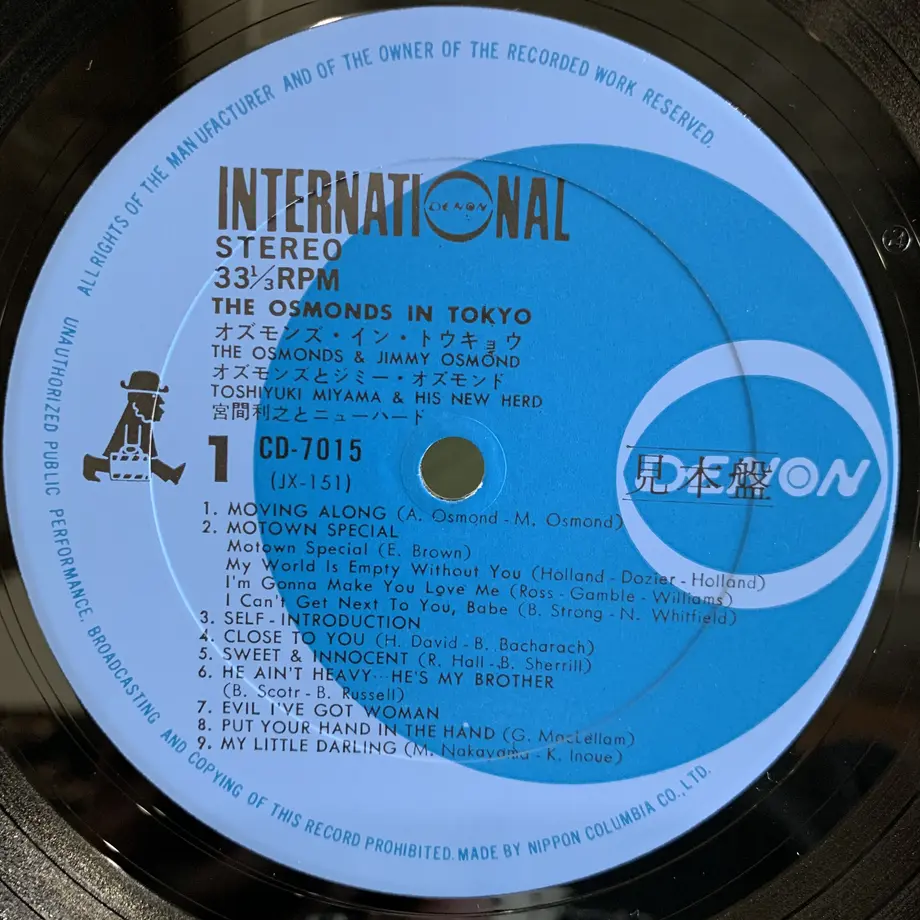 ALL RIGHTS OF THE MANUFACTURER AND OF THE OWNER OF THE RECORDED WORK RESERVED.
INTERNATIONAL
DENON
STEREO
33⅓RPM
THE OSMONDS IN TOKYO
オズモンズ・イン・トウキョウ
THE OSMONDS & JIMMY OSMOND
オズモンズとジミー・オズモンド
TOSHIYUKI MIYAMA & HIS NEW HERD
宮間利之とニューハード
1 CD-7015
(JX-151)
DENON
見本盤
1. MOVING ALONG (A. Osmond - M. Osmond)
2. MOTOWN SPECIAL
Motown Special (E. Brown)
My World Is Empty Without You (Holland - Dozier - Holland)
I'm Gonna Make You Love Me (Ross - Gamble - Williams)
I Can't Get Next To You, Babe (B. Strong - N. Whitfield)
3. SELF - INTRODUCTION
4. CLOSE TO YOU (H. David - B. Bacharach)
5. SWEET & INNOCENT (R. Hall - B. Sherrill)
6. HE AIN'T HEAVY…HE'S MY BROTHER
(B. Scotr - B. Russell)
7. EVIL I'VE GOT WOMAN
8. PUT YOUR HAND IN THE HAND (G. MacLellam)
9. MY LITTLE DARLING (M. Nakayama - K. Inoue)
UNAUTHORIZED PUBLIC PERFORMANCE, BROADCASTING AND COPYING OF THIS RECORD PROHIBITED. MADE BY NIPPON COLUMBIA CO., LTD.